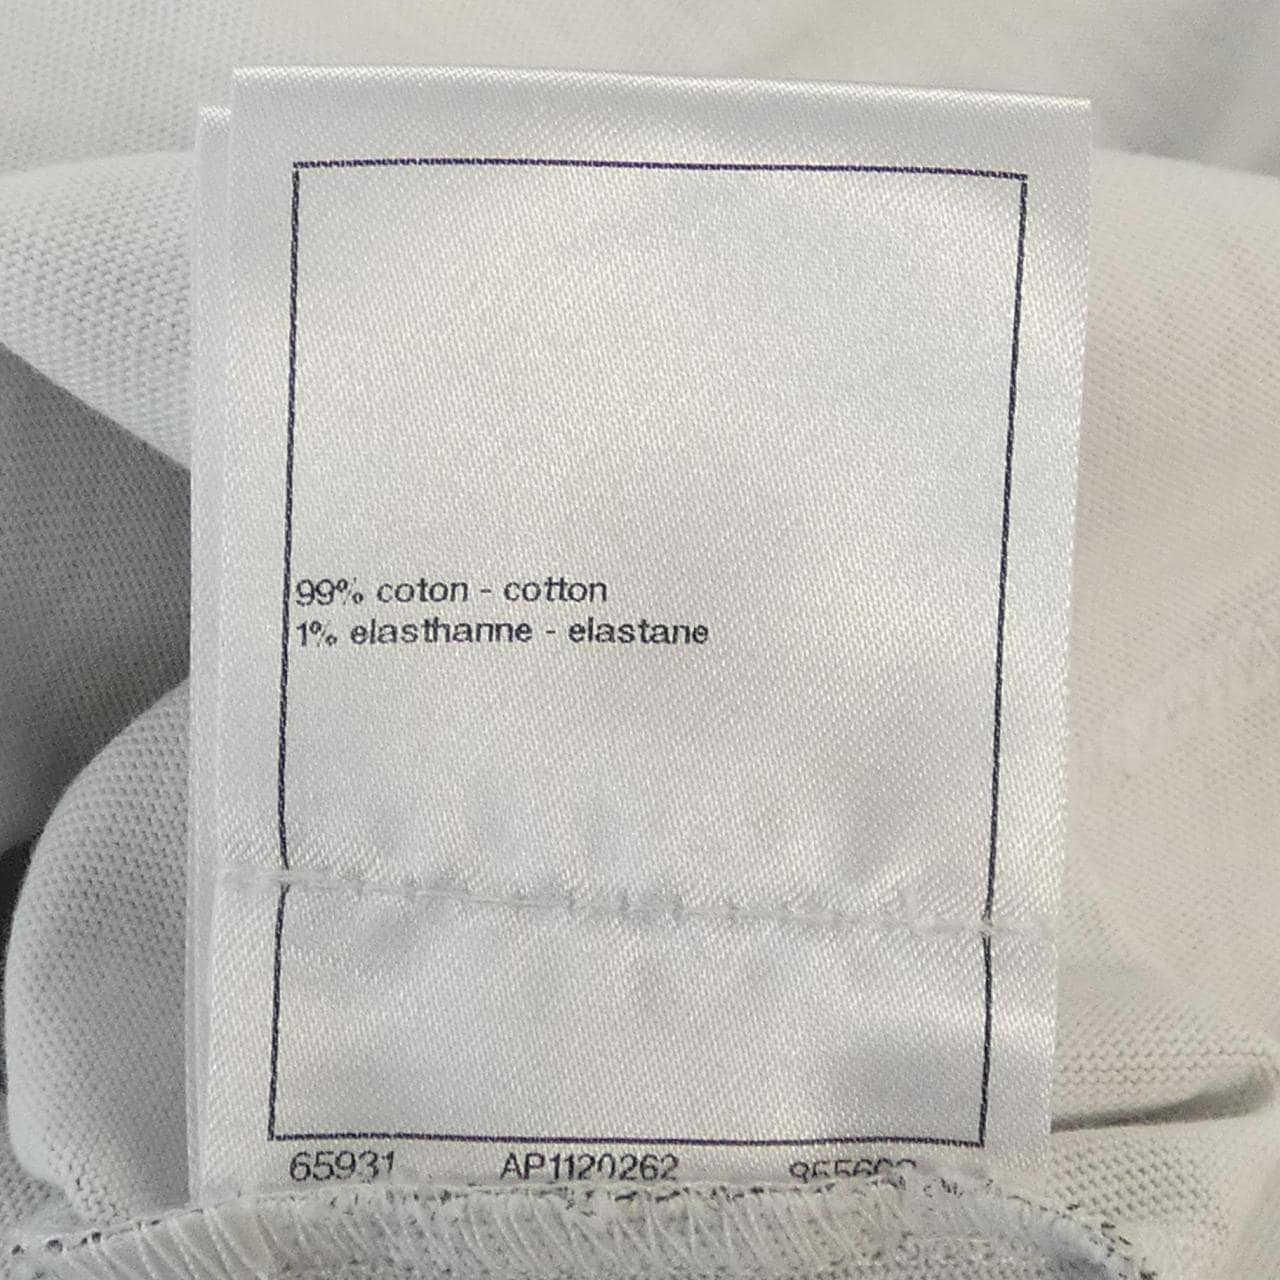 99% coton - cotton
1% elasthanne - elastane
65931 AP1120262